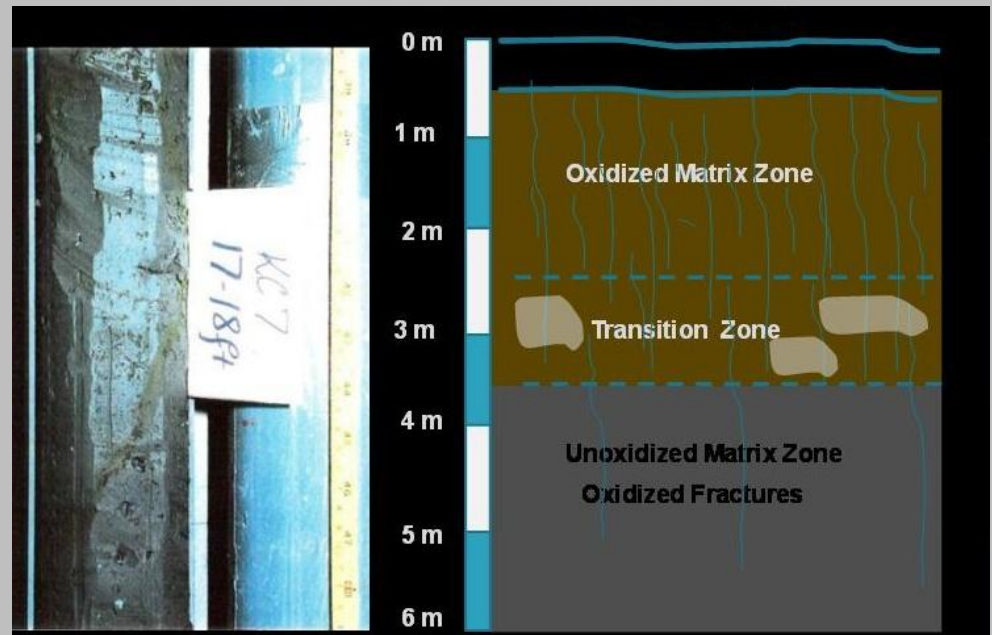 KC7
17-18ft
0 m
1 m
2 m
3 m
4 m
5 m
6 m
Oxidized Matrix Zone
Transition Zone
Unoxidized Matrix Zone
Oxidized Fractures